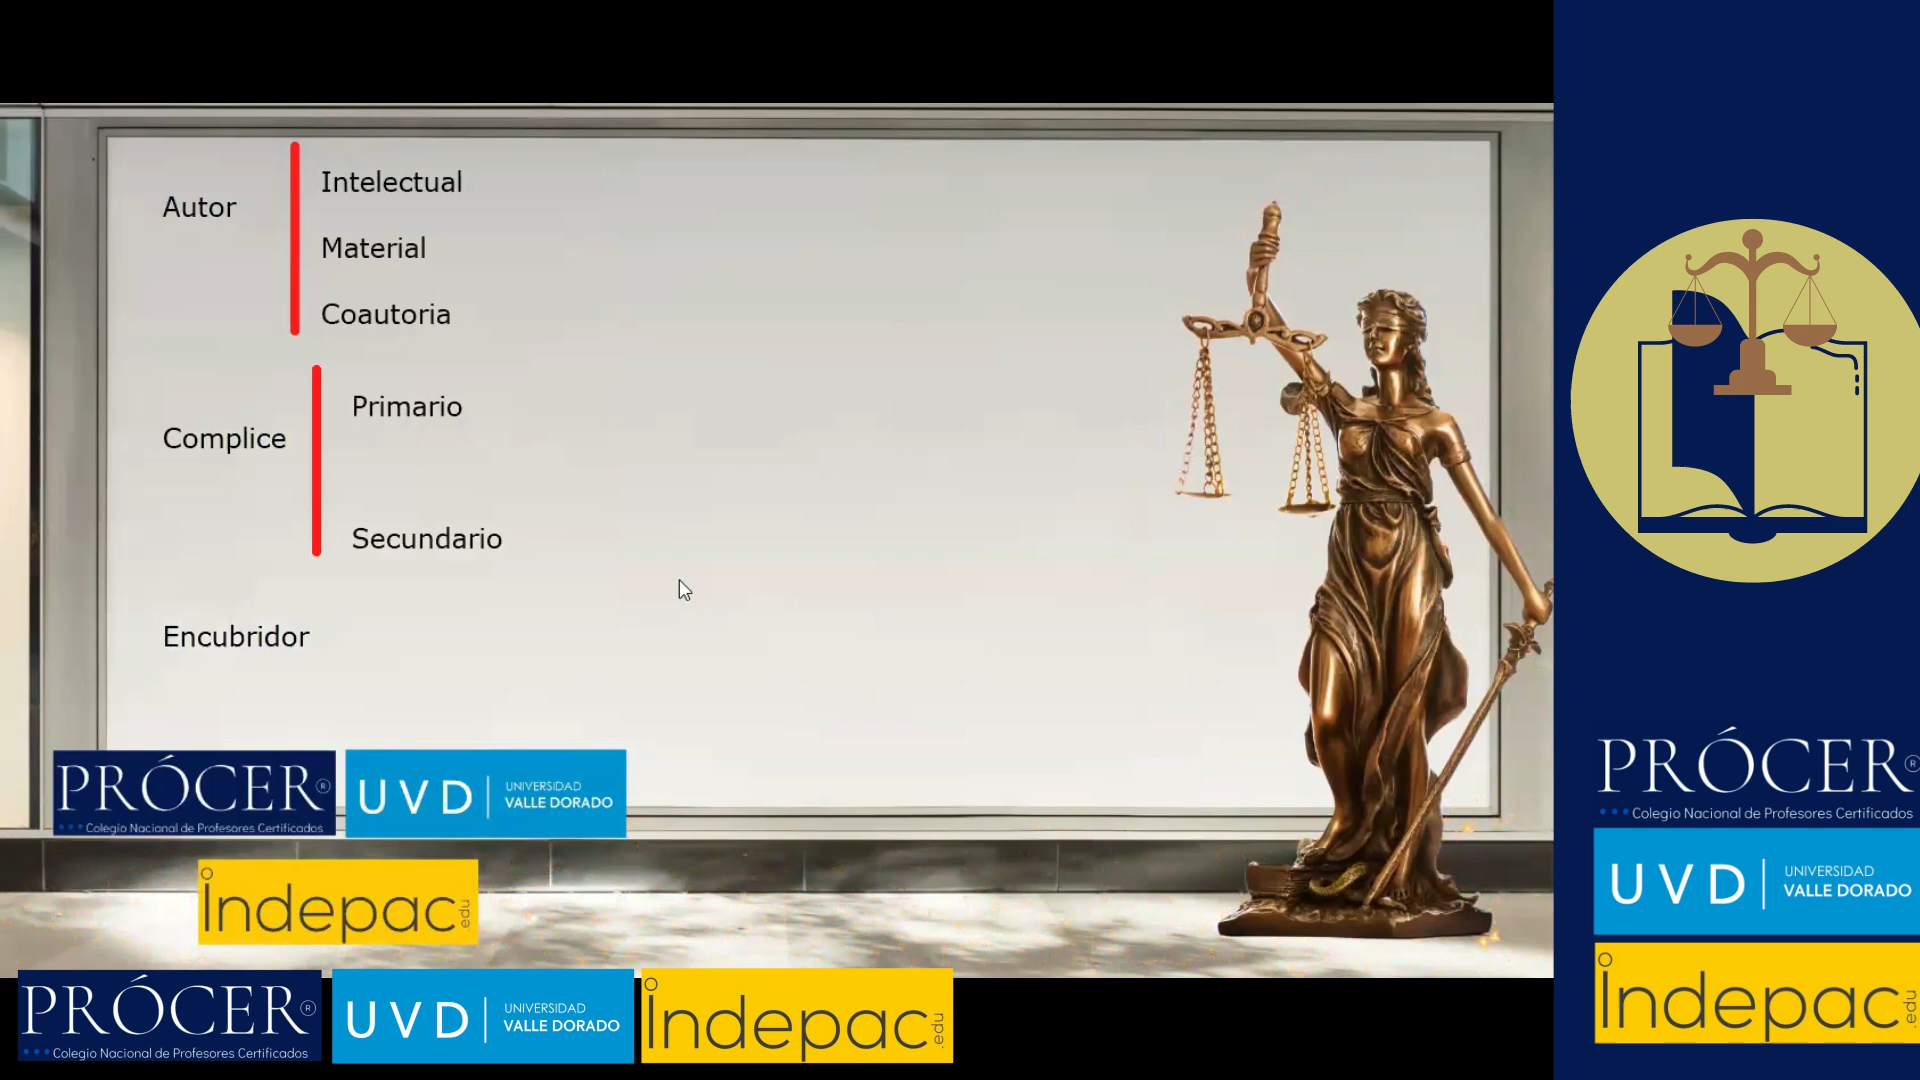 Autor
Intelectual
Material
Coautoria
Complice
Primario
Secundario
Encubridor
PRÓCER®
Colegio Nacional de Profesores Certificados
UVD
UNIVERSIDAD
VALLE DORADO
indepac.edu
PRÓCER®
Colegio Nacional de Profesores Certificados
UVD
UNIVERSIDAD
VALLE DORADO
indepac.edu
PRÓCER®
Colegio Nacional de Profesores Certificados
UVD
UNIVERSIDAD
VALLE DORADO
indepac.edu